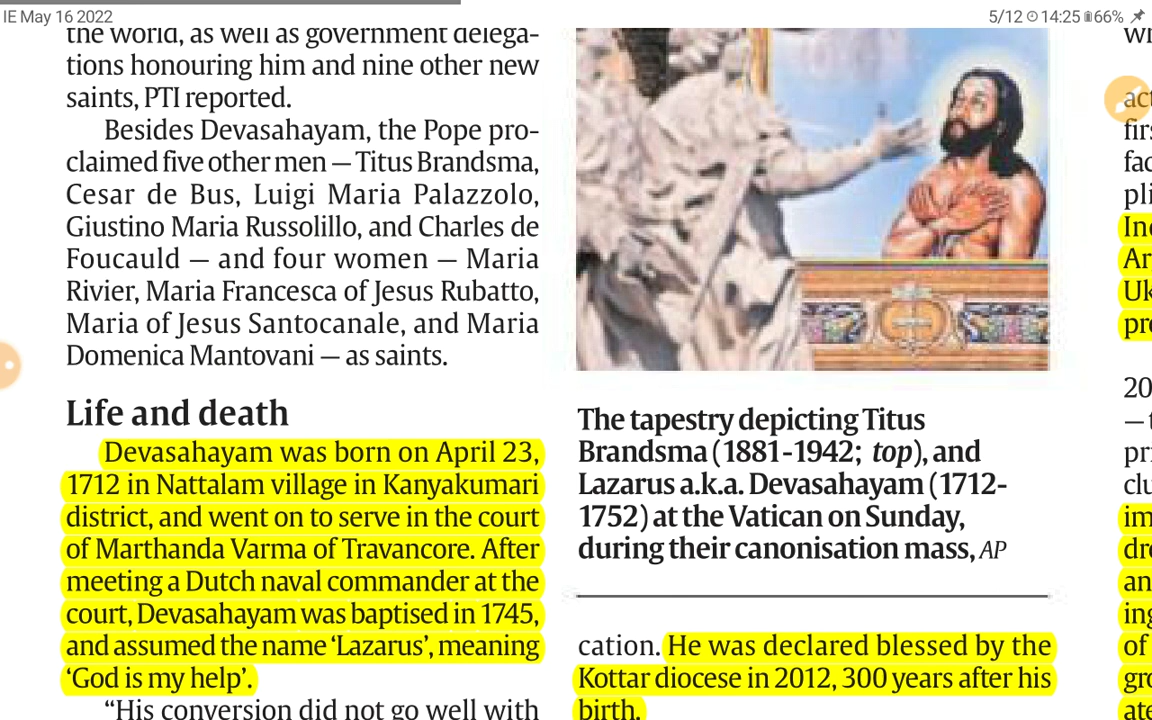 IE May 16 2022
5/12 14:25 66%
the world, as well as government delega-
tions honouring him and nine other new
saints, PTI reported.
Besides Devasahayam, the Pope pro-
claimed five other men — Titus Brandsma,
Cesar de Bus, Luigi Maria Palazzolo,
Giustino Maria Russolillo, and Charles de
Foucauld — and four women — Maria
Rivier, Maria Francesca of Jesus Rubatto,
Maria of Jesus Santocanale, and Maria
Domenica Mantovani — as saints.
Life and death
Devasahayam was born on April 23,
1712 in Nattalam village in Kanyakumari
district, and went on to serve in the court
of Marthanda Varma of Travancore. After
meeting a Dutch naval commander at the
court, Devasahayam was baptised in 1745,
and assumed the name ‘Lazarus’, meaning
‘God is my help’.
“His conversion did not go well with
The tapestry depicting Titus
Brandsma (1881-1942; top), and
Lazarus a.k.a. Devasahayam (1712-
1752) at the Vatican on Sunday,
during their canonisation mass, AP
cation. He was declared blessed by the
Kottar diocese in 2012, 300 years after his
birth.
20
of